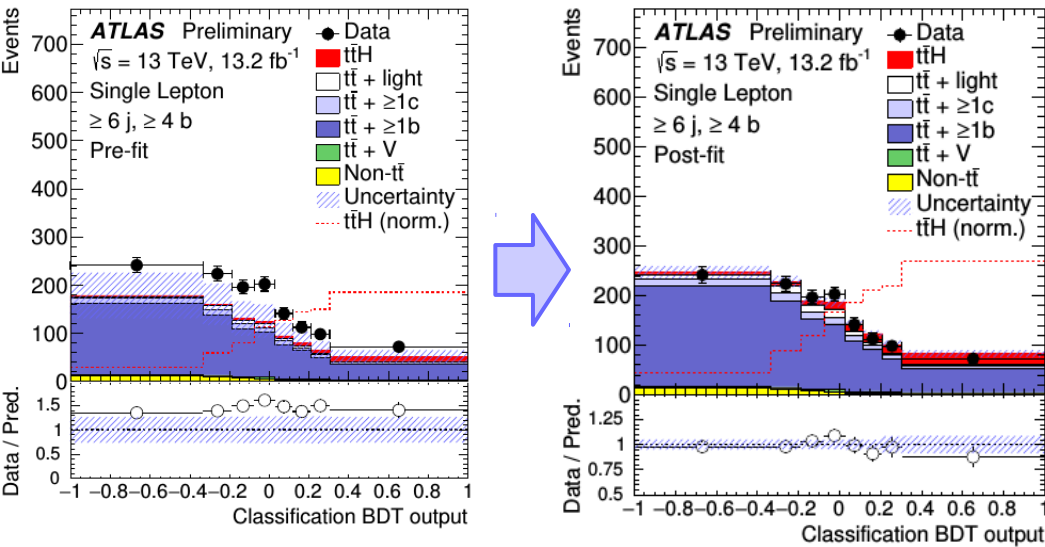 Events
700
600
500
400
300
200
100
0
ATLAS Preliminary
√s = 13 TeV, 13.2 fb⁻¹
Single Lepton
≥ 6 j, ≥ 4 b
Pre-fit
Data
tt̄H
tt̄ + light
tt̄ + ≥1c
tt̄ + ≥1b
tt̄ + V
Non-tt̄
Uncertainty
tt̄H (norm.)
Data / Pred.
1.5
1
0.5
0
−1 −0.8 −0.6 −0.4 −0.2 0 0.2 0.4 0.6 0.8 1
Classification BDT output
Events
700
600
500
400
300
200
100
0
ATLAS Preliminary
√s = 13 TeV, 13.2 fb⁻¹
Single Lepton
≥ 6 j, ≥ 4 b
Post-fit
Data
tt̄H
tt̄ + light
tt̄ + ≥1c
tt̄ + ≥1b
tt̄ + V
Non-tt̄
Uncertainty
tt̄H (norm.)
Data / Pred.
1.25
1
0.75
0.5
−1 −0.8 −0.6 −0.4 −0.2 0 0.2 0.4 0.6 0.8 1
Classification BDT output